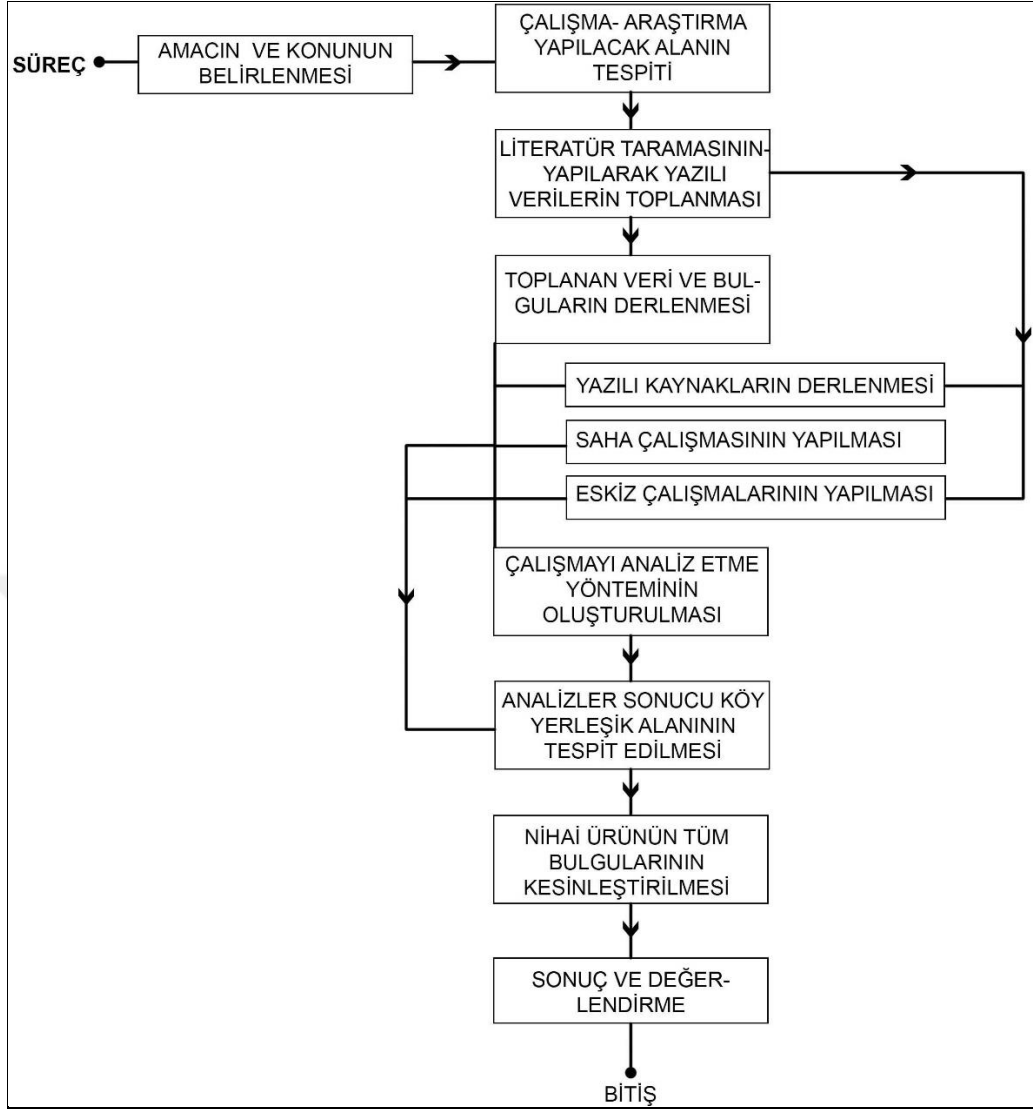 SÜREÇ
AMACIN VE KONUNUN
BELİRLENMESİ
ÇALIŞMA- ARAŞTIRMA
YAPILACAK ALANIN
TESPİTİ
LİTERATÜR TARAMASININ-
YAPILARAK YAZILI
VERİLERİN TOPLANMASI
TOPLANAN VERİ VE BUL-
GULARIN DERLENMESİ
YAZILI KAYNAKLARIN DERLENMESİ
SAHA ÇALIŞMASININ YAPILMASI
ESKİZ ÇALIŞMALARININ YAPILMASI
ÇALIŞMAYI ANALİZ ETME
YÖNTEMİNİN
OLUŞTURULMASI
ANALİZLER SONUCU KÖY
YERLEŞİK ALANININ
TESPİT EDİLMESİ
NİHAİ ÜRÜNÜN TÜM
BULGULARININ
KESİNLEŞTİRİLMESİ
SONUÇ VE DEĞER-
LENDİRME
BİTİŞ